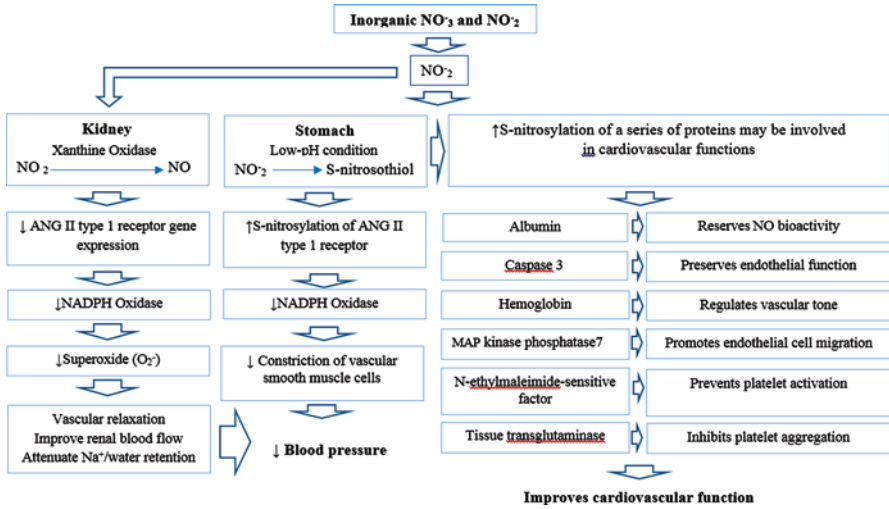 Inorganic NO-3 and NO-2
NO-2
Kidney
Xanthine Oxidase
NO 2 NO
Stomach
Low-pH condition
NO-2 S-nitrosothiol
↑S-nitrosylation of a series of proteins may be involved
in cardiovascular functions
↓ ANG II type 1 receptor gene
expression
↑S-nitrosylation of ANG II
type 1 receptor
Albumin
Reserves NO bioactivity
Caspase 3
Preserves endothelial function
↓NADPH Oxidase
↓NADPH Oxidase
Hemoglobin
Regulates vascular tone
MAP kinase phosphatase7
Promotes endothelial cell migration
↓Superoxide (O2-)
↓ Constriction of vascular
smooth muscle cells
N-ethylmaleimide-sensitive
factor
Prevents platelet activation
Vascular relaxation
Improve renal blood flow
Attenuate Na+/water retention
↓ Blood pressure
Tissue transglutaminase
Inhibits platelet aggregation
Improves cardiovascular function